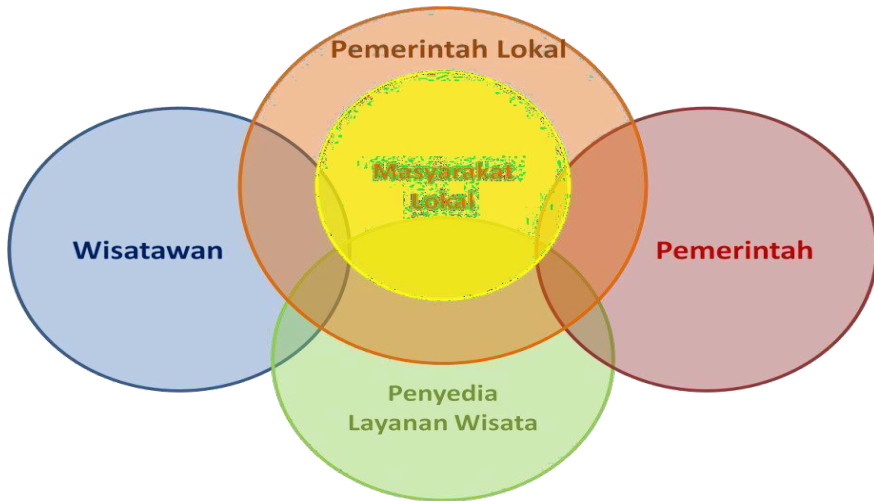 Pemerintah Lokal
Masyarakat
Lokal
Wisatawan
Pemerintah
Penyedia
Layanan Wisata